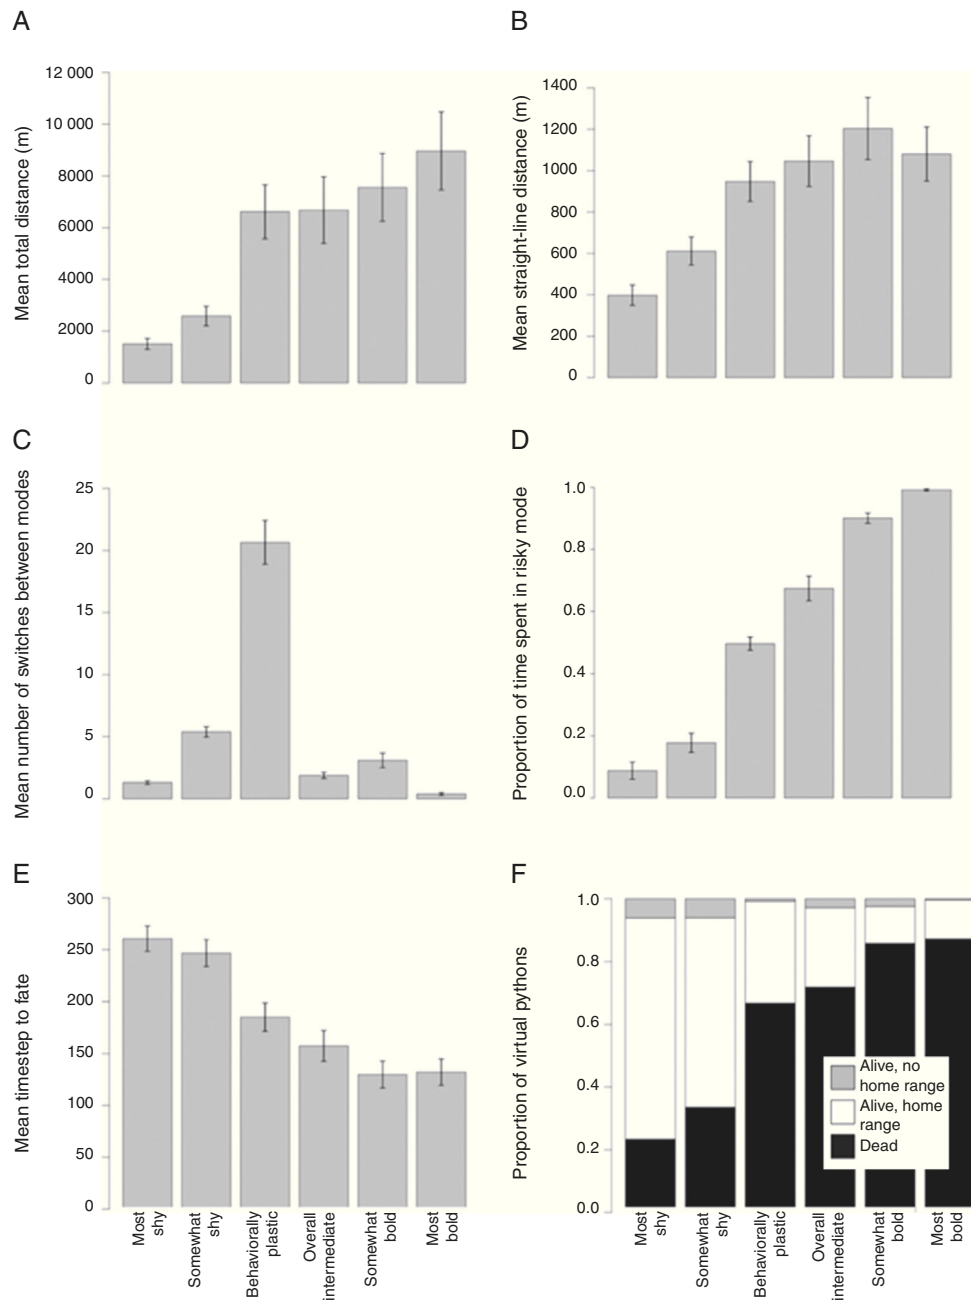 A
Mean total distance (m)
12 000
10 000
8000
6000
4000
2000
0
B
Mean straight-line distance (m)
1400
1200
1000
800
600
400
200
0
C
Mean number of switches between modes
25
20
15
10
5
0
D
Proportion of time spent in risky mode
1.0
0.8
0.6
0.4
0.2
0.0
E
Mean timestep to fate
300
250
200
150
100
50
0
Most
shy
Somewhat
shy
Behaviorally
plastic
Overall
intermediate
Somewhat
bold
Most
bold
F
Proportion of virtual pythons
1.0
0.8
0.6
0.4
0.2
0.0
Alive, no
home range
Alive, home
range
Dead
Most
shy
Somewhat
shy
Behaviorally
plastic
Overall
intermediate
Somewhat
bold
Most
bold